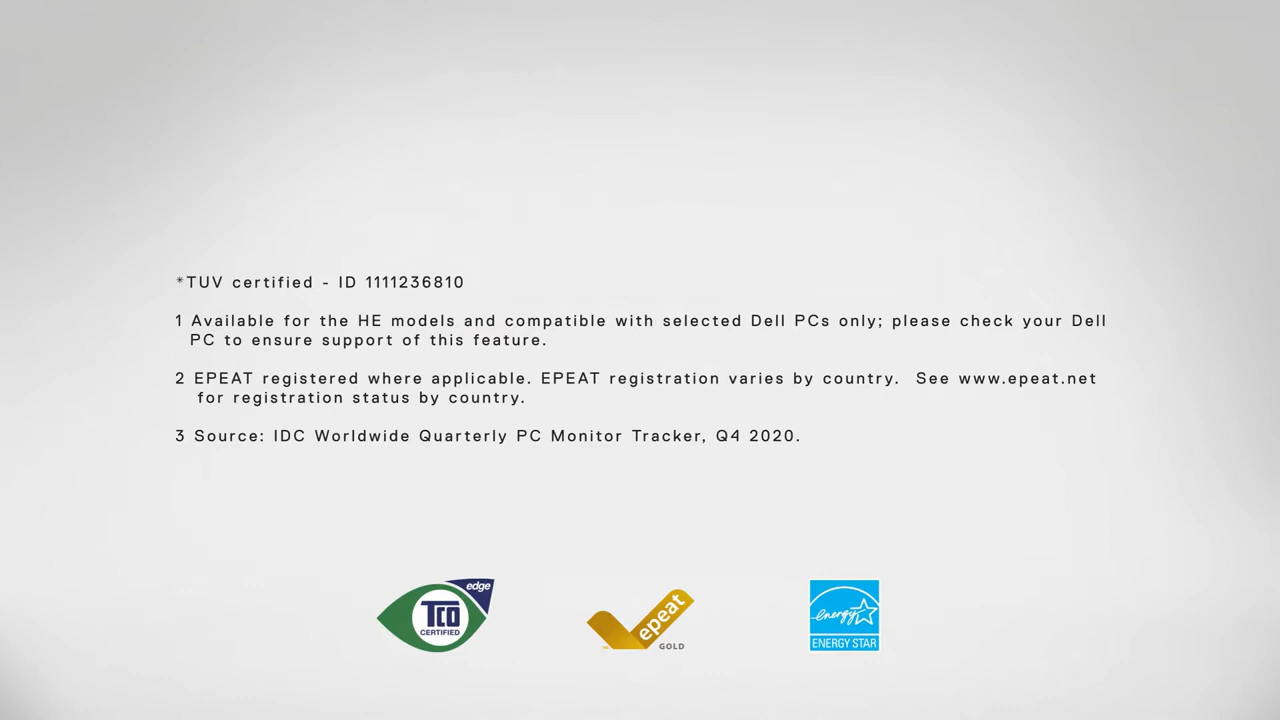 *TUV certified - ID 1111236810
1 Available for the HE models and compatible with selected Dell PCs only; please check your Dell
PC to ensure support of this feature.
2 EPEAT registered where applicable. EPEAT registration varies by country. See www.epeat.net
for registration status by country.
3 Source: IDC Worldwide Quarterly PC Monitor Tracker, Q4 2020.
edge
TCO
CERTIFIED
epeat
GOLD
energy
ENERGY STAR